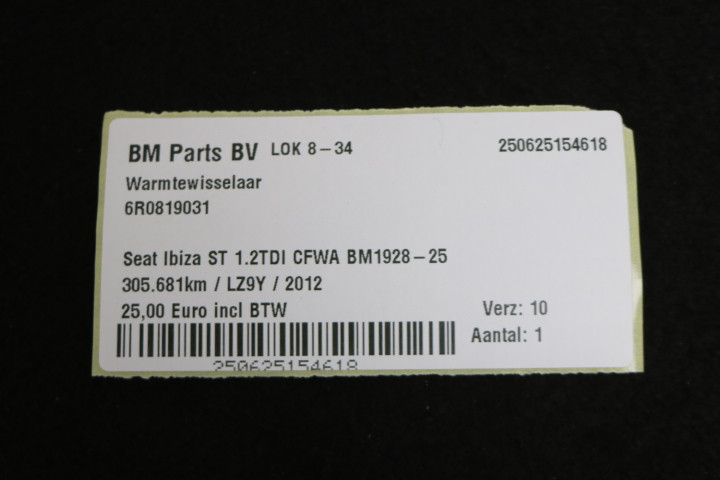 BM Parts BV LOK 8-34 250625154618
Warmtewisselaar
6R0819031
Seat Ibiza ST 1.2TDI CFWA BM1928-25
305.681km / LZ9Y / 2012
25,00 Euro incl BTW Verz: 10
Aantal: 1
250625154618